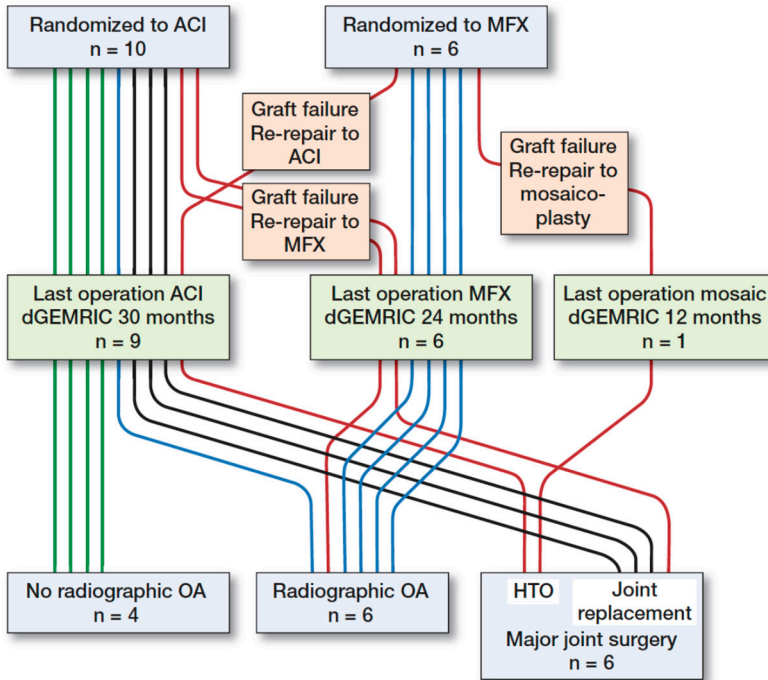 Randomized to ACI
n = 10
Randomized to MFX
n = 6
Graft failure
Re-repair to
ACI
Graft failure
Re-repair to
mosaico-
plasty
Graft failure
Re-repair to
MFX
Last operation ACI
dGEMRIC 30 months
n = 9
Last operation MFX
dGEMRIC 24 months
n = 6
Last operation mosaic
dGEMRIC 12 months
n = 1
No radiographic OA
n = 4
Radiographic OA
n = 6
HTO
Joint
replacement
Major joint surgery
n = 6